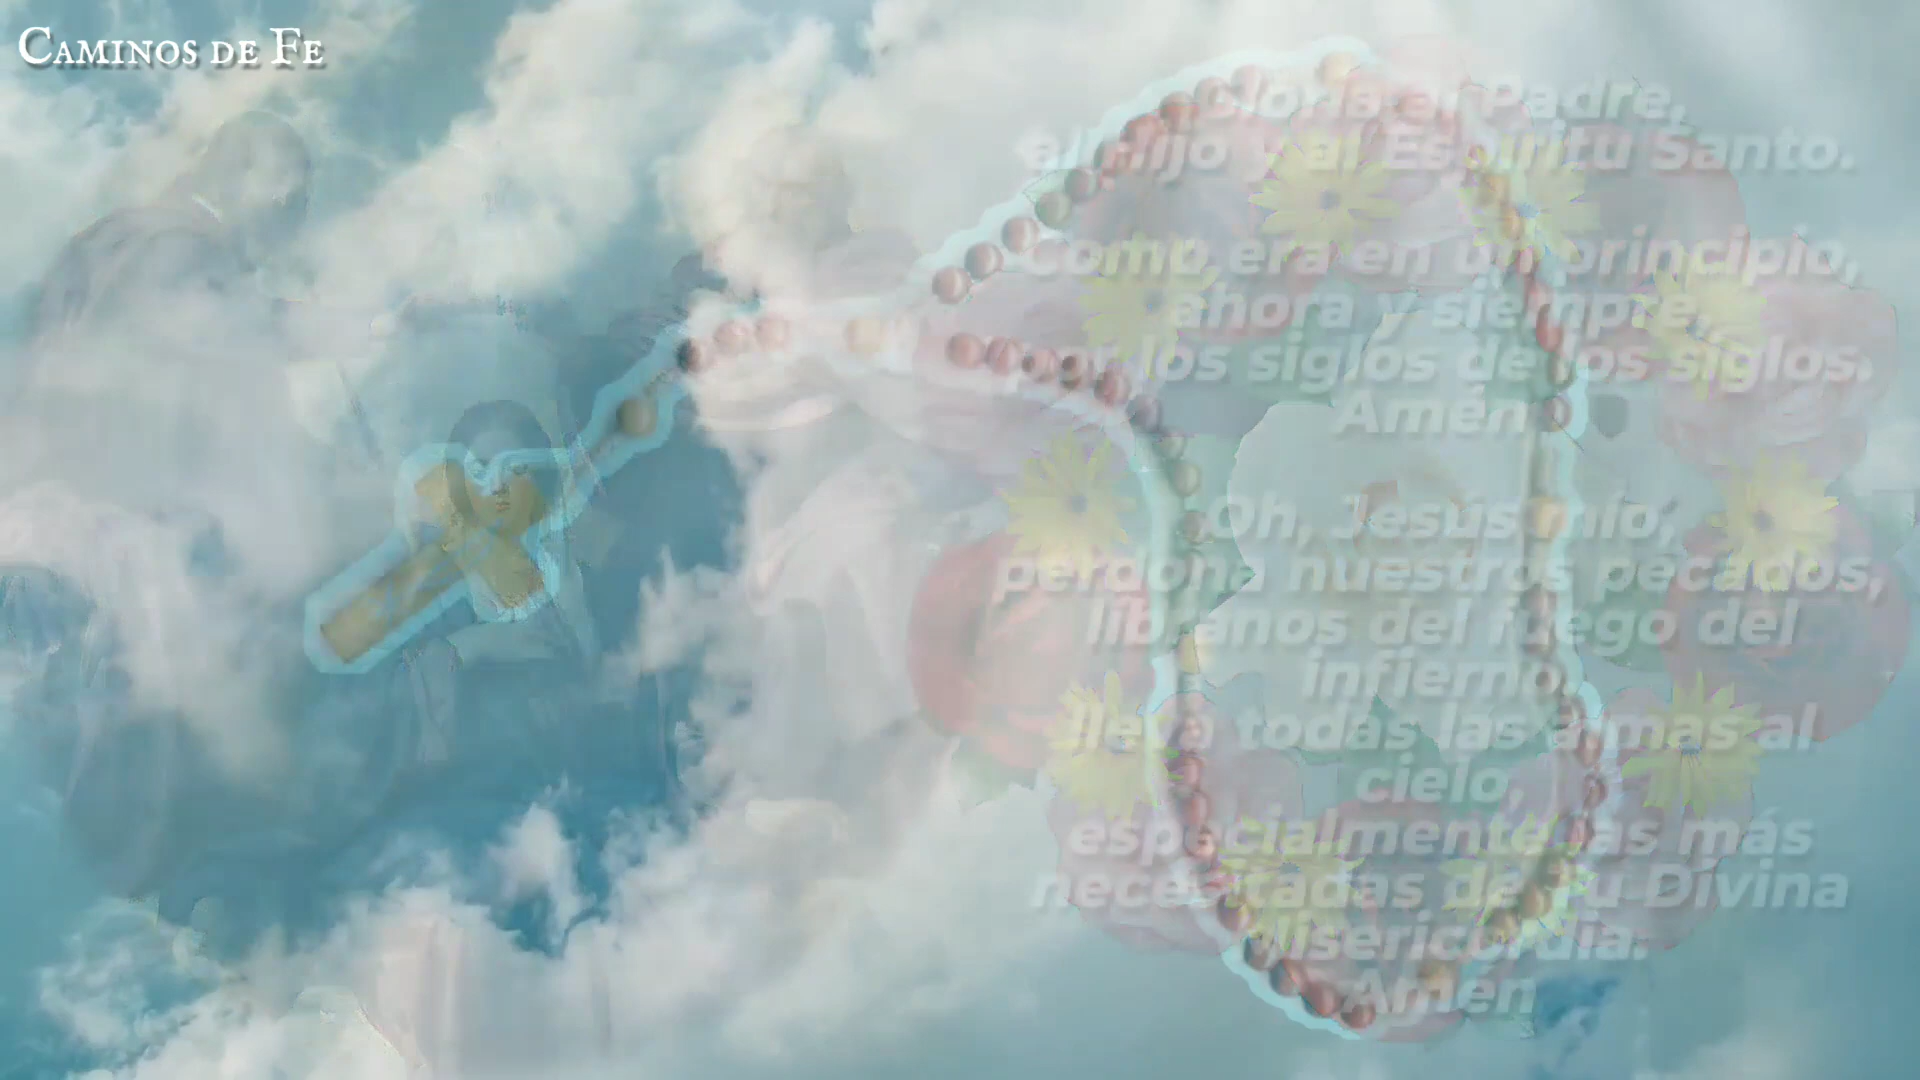 Caminos de Fe
Gloria al Padre,
al Hijo y al Espíritu Santo.
Como era en un principio,
ahora y siempre,
por los siglos de los siglos.
Amén
Oh, Jesús mío,
perdona nuestros pecados,
líbranos del fuego del
infierno,
lleva todas las almas al
cielo,
especialmente las más
necesitadas de Tu Divina
Misericordia.
Amén